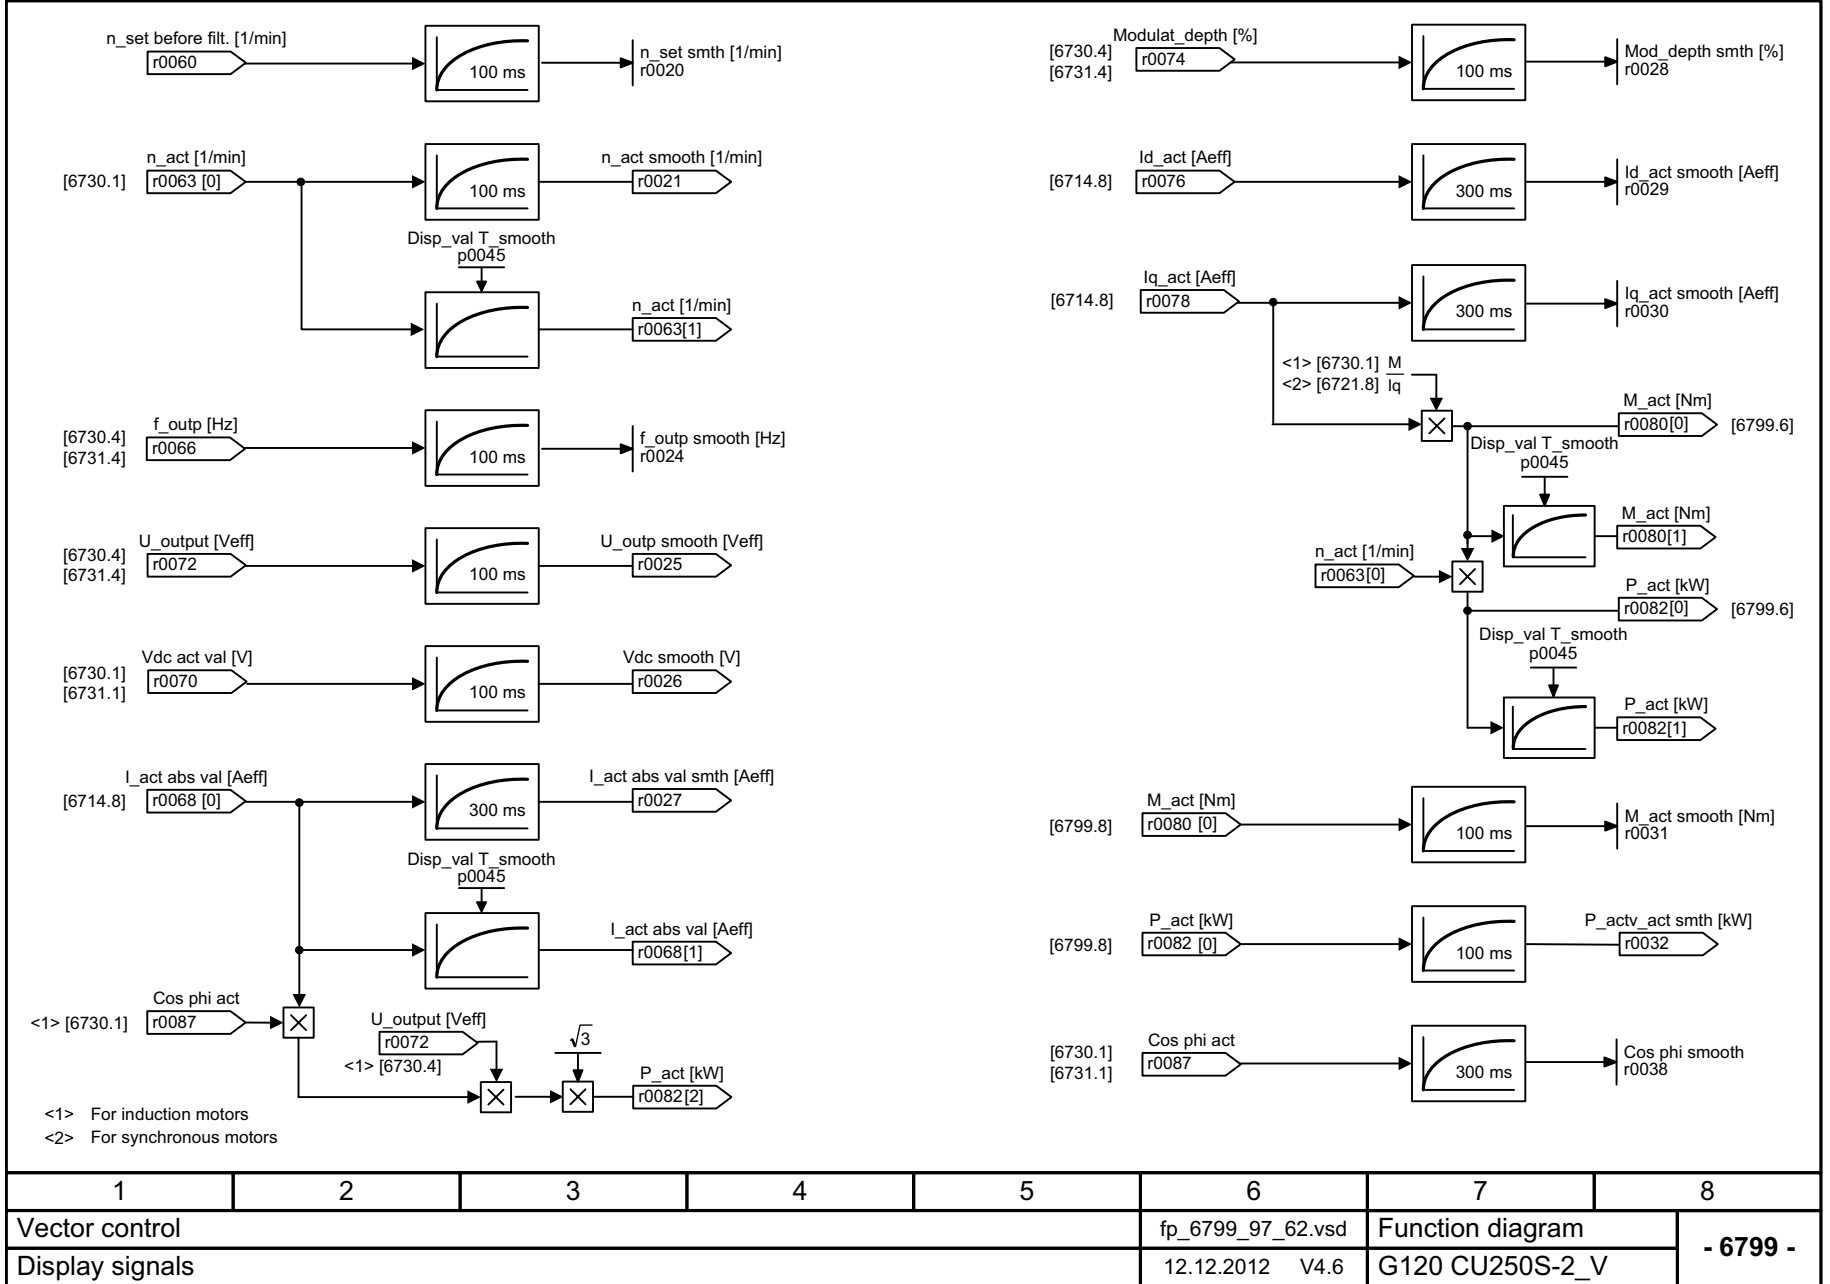 n_set before filt. [1/min]
r0060
100 ms
n_set smth [1/min]
r0020
[6730.1]
n_act [1/min]
r0063 [0]
100 ms
n_act smooth [1/min]
r0021
Disp_val T_smooth
p0045
n_act [1/min]
r0063[1]
[6730.4]
[6731.4]
f_outp [Hz]
r0066
100 ms
f_outp smooth [Hz]
r0024
[6730.4]
[6731.4]
U_output [Veff]
r0072
100 ms
U_outp smooth [Veff]
r0025
[6730.1]
[6731.1]
Vdc act val [V]
r0070
100 ms
Vdc smooth [V]
r0026
[6714.8]
I_act abs val [Aeff]
r0068 [0]
300 ms
I_act abs val smth [Aeff]
r0027
Disp_val T_smooth
p0045
I_act abs val [Aeff]
r0068[1]
<1> [6730.1]
Cos phi act
r0087
U_output [Veff]
r0072
<1> [6730.4]
√3
P_act [kW]
r0082[2]
<1> For induction motors
<2> For synchronous motors
[6730.4]
[6731.4]
Modulat_depth [%]
r0074
100 ms
Mod_depth smth [%]
r0028
[6714.8]
Id_act [Aeff]
r0076
300 ms
Id_act smooth [Aeff]
r0029
[6714.8]
Iq_act [Aeff]
r0078
300 ms
Iq_act smooth [Aeff]
r0030
<1> [6730.1] M
<2> [6721.8] Iq
M_act [Nm]
r0080[0]
[6799.6]
Disp_val T_smooth
p0045
M_act [Nm]
r0080[1]
n_act [1/min]
r0063[0]
P_act [kW]
r0082[0]
[6799.6]
Disp_val T_smooth
p0045
P_act [kW]
r0082[1]
[6799.8]
M_act [Nm]
r0080 [0]
100 ms
M_act smooth [Nm]
r0031
[6799.8]
P_act [kW]
r0082 [0]
100 ms
P_actv_act smth [kW]
r0032
[6730.1]
[6731.1]
Cos phi act
r0087
300 ms
Cos phi smooth
r0038
1 2 3 4 5 6 7 8
Vector control
fp_6799_97_62.vsd
Function diagram
- 6799 -
Display signals
12.12.2012 V4.6
G120 CU250S-2_V